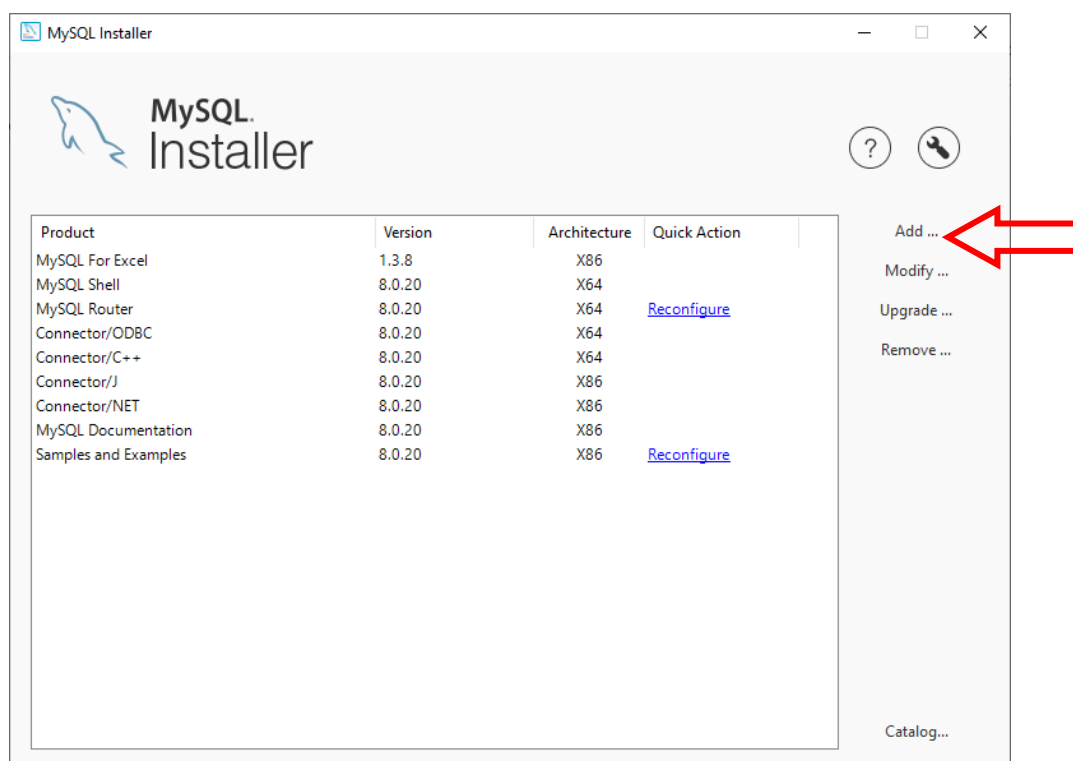 MySQL Installer
MySQL.
Installer
?
Product Version Architecture Quick Action
MySQL For Excel 1.3.8 X86
MySQL Shell 8.0.20 X64
MySQL Router 8.0.20 X64 Reconfigure
Connector/ODBC 8.0.20 X64
Connector/C++ 8.0.20 X64
Connector/J 8.0.20 X86
Connector/NET 8.0.20 X86
MySQL Documentation 8.0.20 X86
Samples and Examples 8.0.20 X86 Reconfigure
Add ...
Modify ...
Upgrade ...
Remove ...
Catalog...